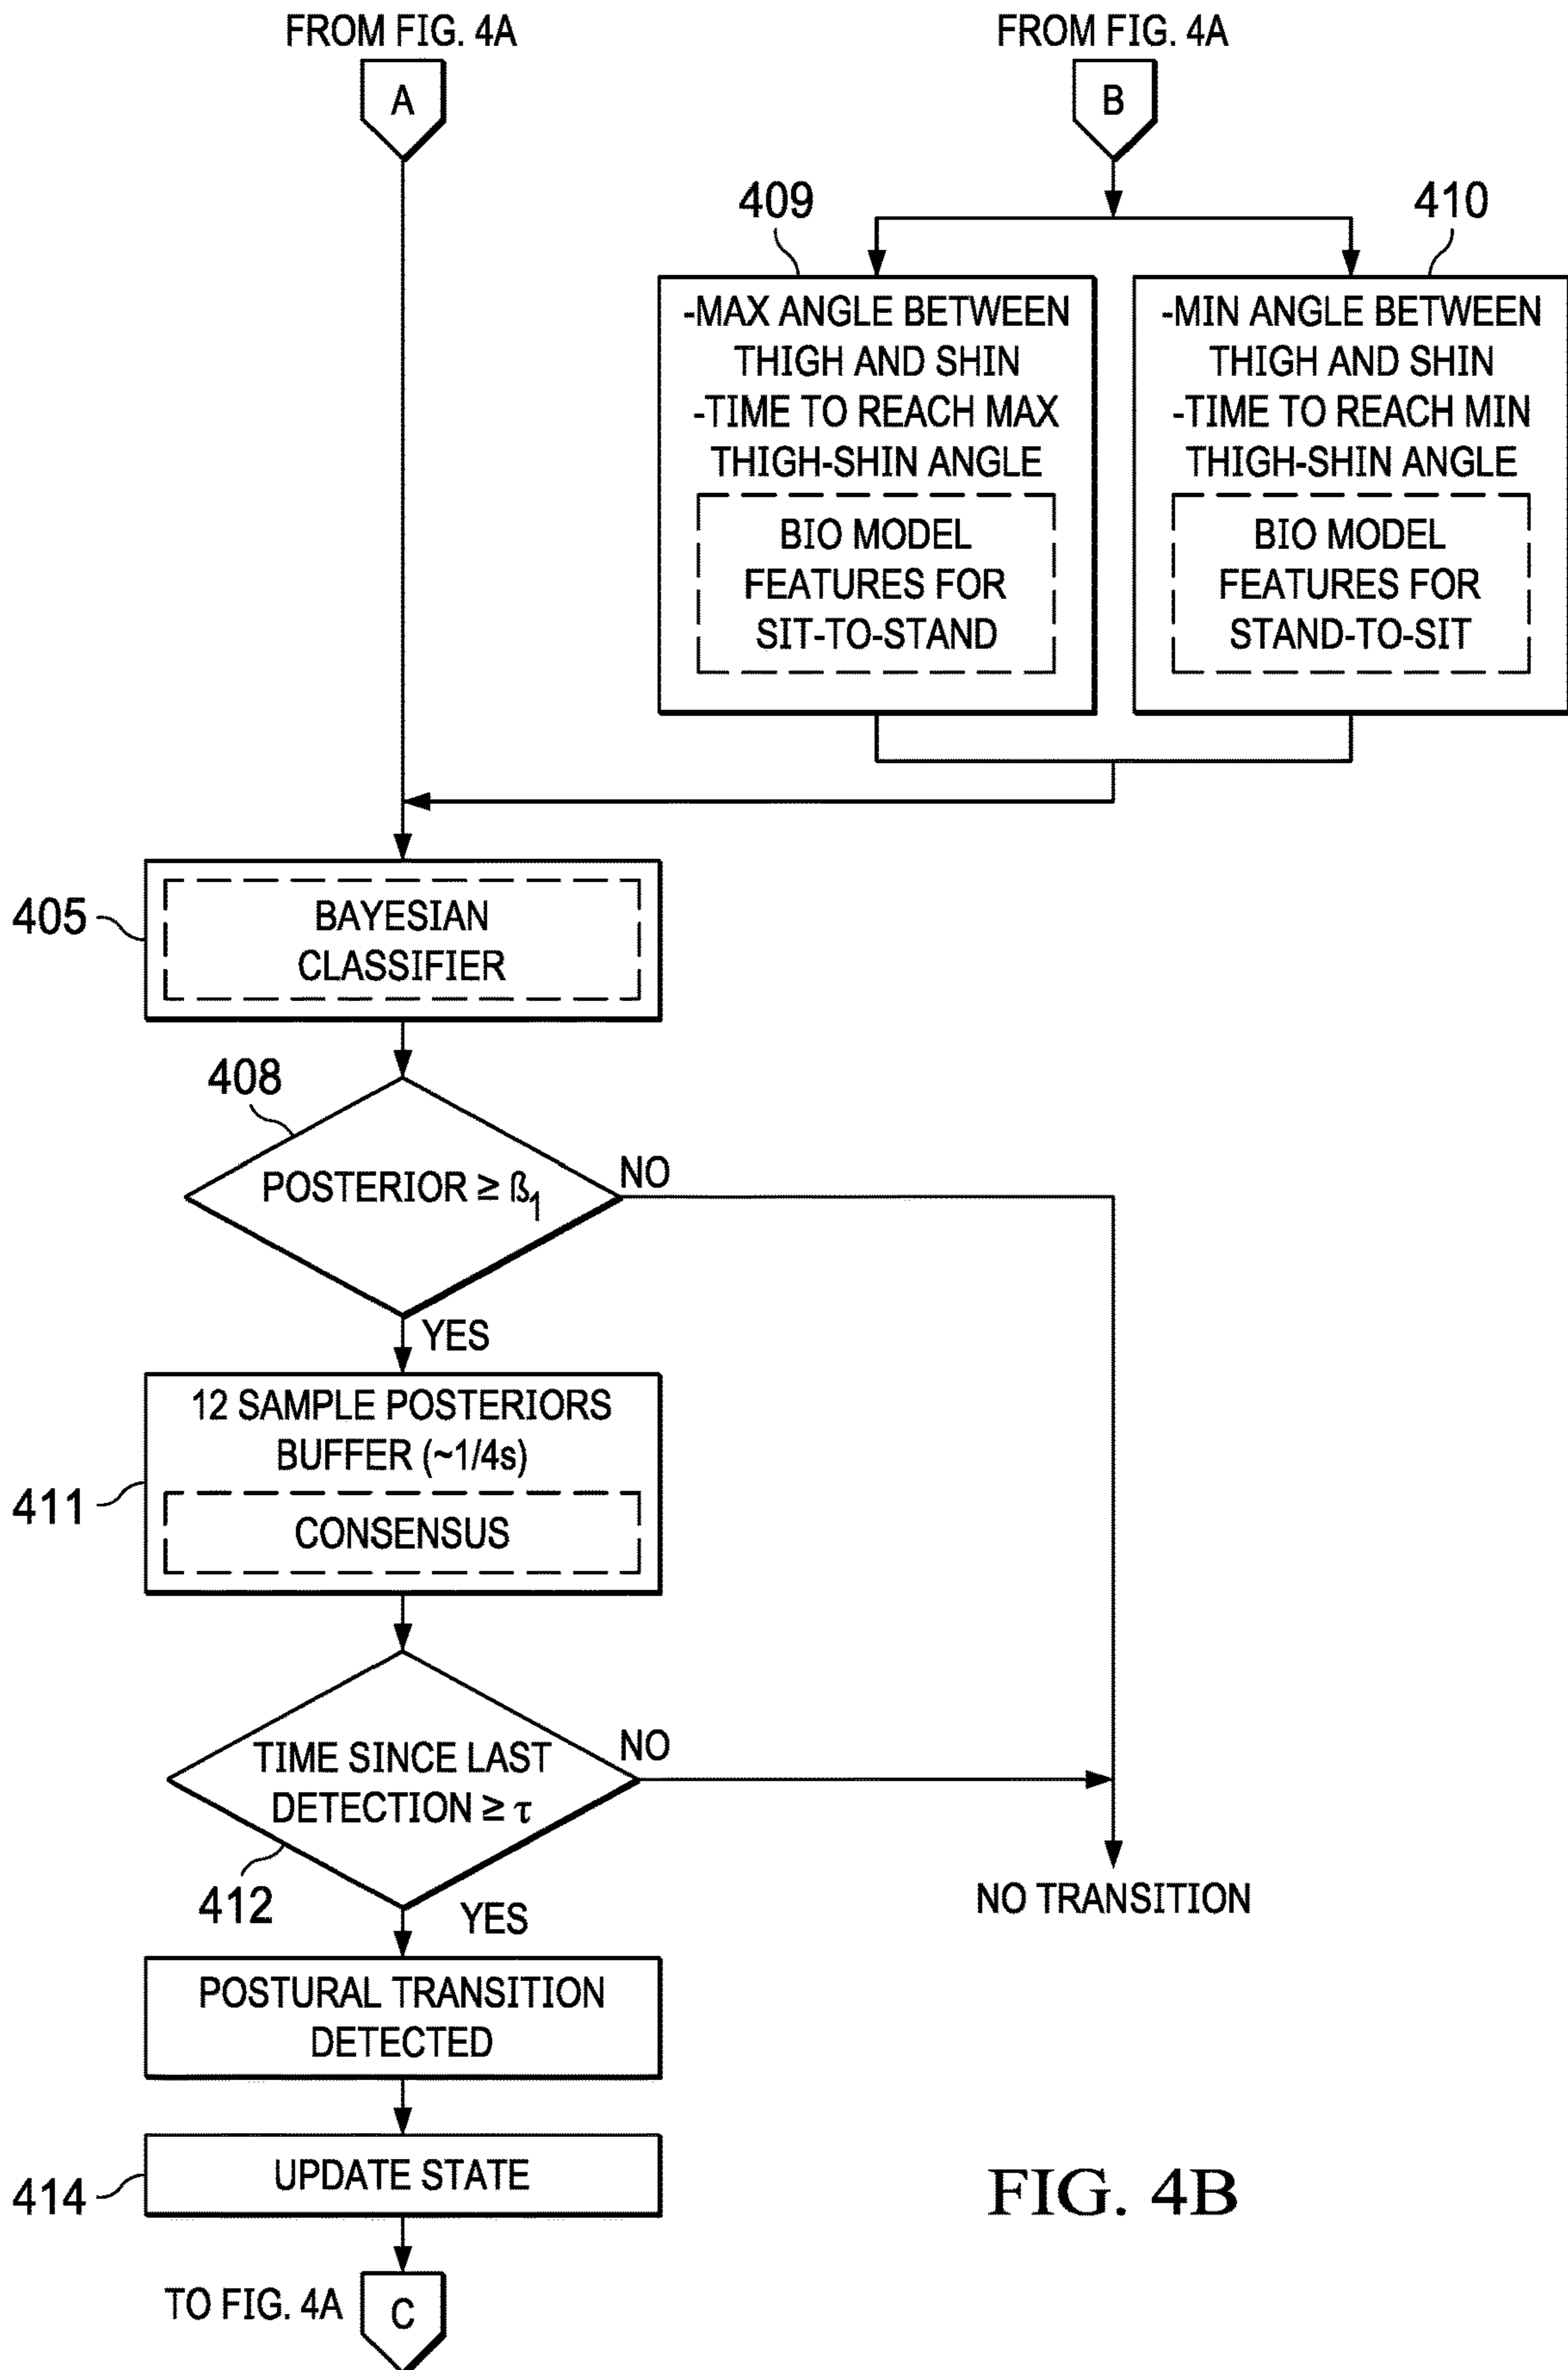 FROM FIG. 4A
FROM FIG. 4A
A
B
409
410
-MAX ANGLE BETWEEN
THIGH AND SHIN
-TIME TO REACH MAX
THIGH-SHIN ANGLE
BIO MODEL
FEATURES FOR
SIT-TO-STAND
-MIN ANGLE BETWEEN
THIGH AND SHIN
-TIME TO REACH MIN
THIGH-SHIN ANGLE
BIO MODEL
FEATURES FOR
STAND-TO-SIT
405
BAYESIAN
CLASSIFIER
408
POSTERIOR ≥ ß1
NO
YES
12 SAMPLE POSTERIORS
BUFFER (~1/4s)
411
CONSENSUS
TIME SINCE LAST
DETECTION ≥ τ
NO
412
YES
NO TRANSITION
POSTURAL TRANSITION
DETECTED
414
UPDATE STATE
FIG. 4B
TO FIG. 4A
C